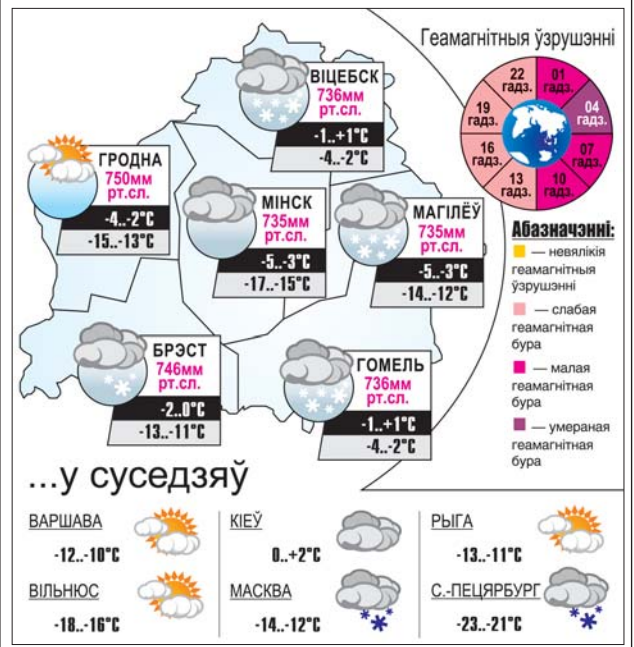 Геамагнітныя ўзрушэнні
22 гадз.
01 гадз.
04 гадз.
07 гадз.
10 гадз.
13 гадз.
16 гадз.
19 гадз.
ВІЦЕБСК
736мм
рт.сл.
-1..+1°C
-4..-2°C
ГРОДНА
750мм
рт.сл.
-4..-2°C
-15..-13°C
МІНСК
735мм
рт.сл.
-5..-3°C
-17..-15°C
МАГІЛЁЎ
735мм
рт.сл.
-5..-3°C
-14..-12°C
БРЭСТ
746мм
рт.сл.
-2..0°C
-13..-11°C
ГОМЕЛЬ
736мм
рт.сл.
-1..+1°C
-4..-2°C
Абазначэнні:
— невялікія
геамагнітныя
ўзрушэнні
— слабая
геамагнітная
бура
— малая
геамагнітная
бура
— умераная
геамагнітная
бура
...у суседзяў
ВАРШАВА
-12..-10°C
КІЕЎ
0..+2°C
РЫГА
-13..-11°C
ВІЛЬНЮС
-18..-16°C
МАСКВА
-14..-12°C
С.-ПЕЦЯРБУРГ
-23..-21°C